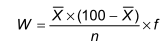 W = X̅ × (100 − X̅) / n × f